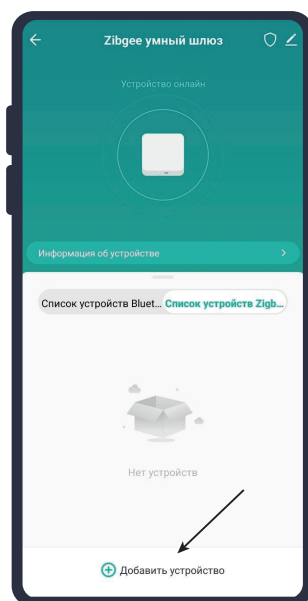 Zibgee умный шлюз
Устройство онлайн
Информация об устройстве
Список устройств Bluet... Список устройств Zigb...
Нет устройств
Добавить устройство